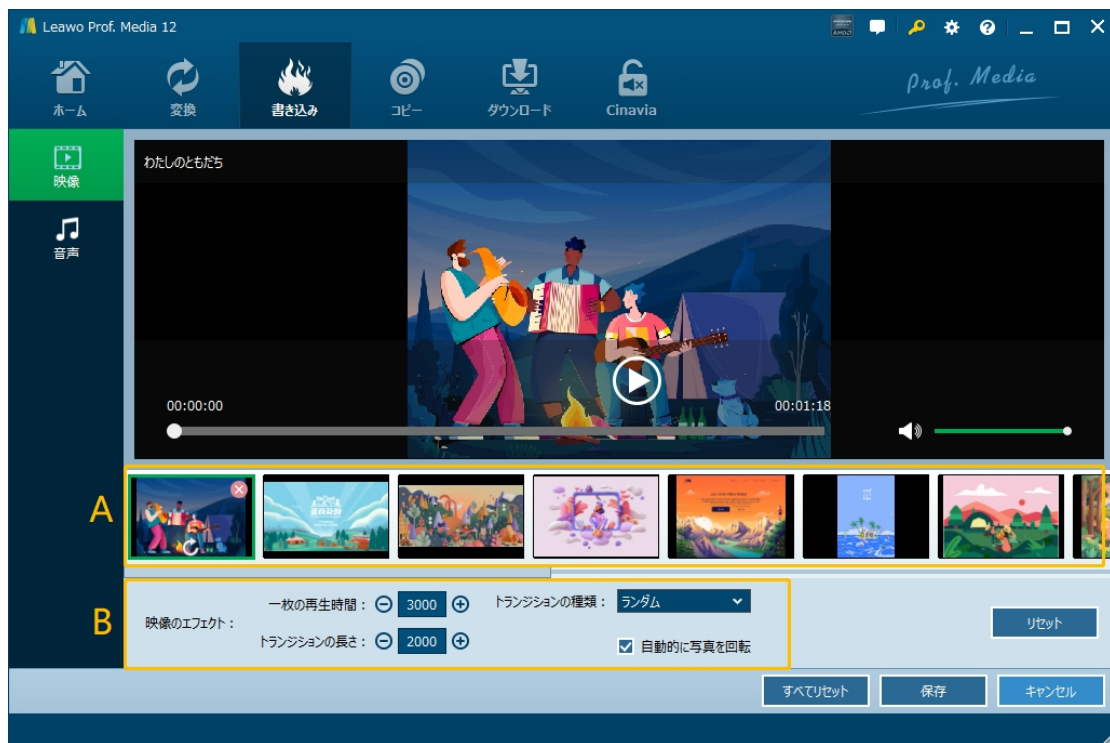 Leawo Prof. Media 12
ホーム
変換
書き込み
コピー
ダウンロード
Cinavia
Prof. Media
映像
音声
わたしのともだち
00:00:00
00:01:18
A
B
映像のエフェクト：
一枚の再生時間： 3000
トランジションの種類： ランダム
トランジションの長さ： 2000
自動的に写真を回転
リセット
すべてリセット
保存
キャンセル